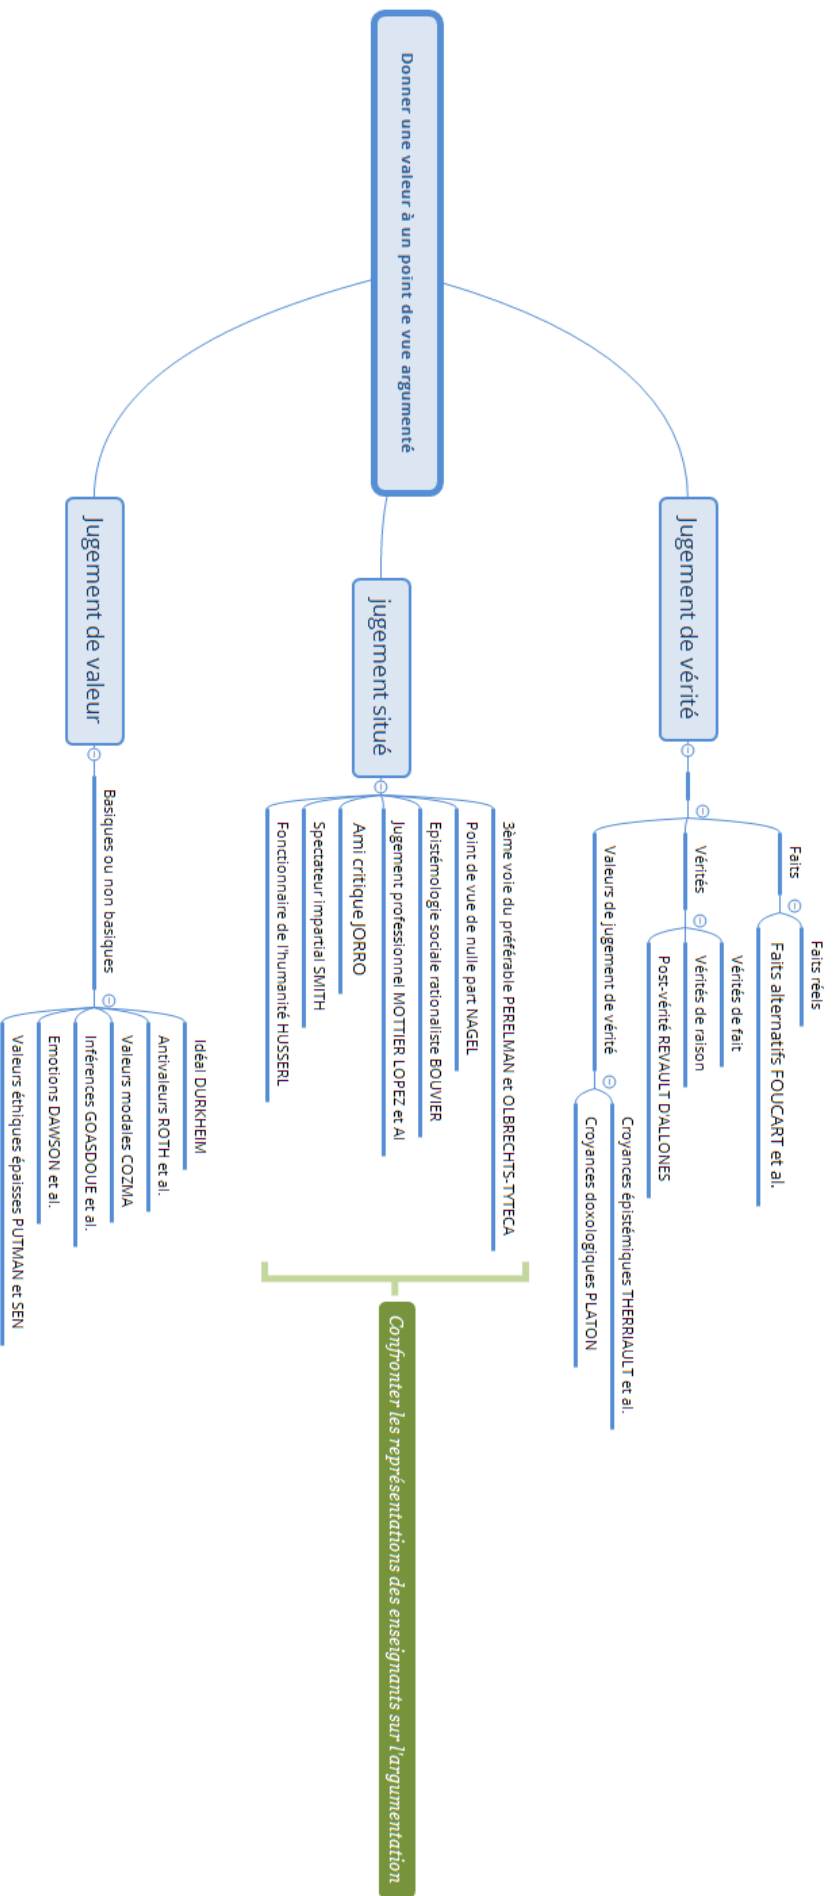 Donner une valeur à un point de vue argumenté
Jugement de vérité
Faits
Faits réels
Faits alternatifs FOUCART et al.
Vérités
Vérités de fait
Vérités de raison
Post-vérité REVAULT D'ALLONES
Valeurs de jugement de vérité
Croyances épistémiques THERRIAULT et al.
Croyances doxologiques PLATON
jugement situé
3ème voie du préférable PERELMAN et OLBRECHTS-TYTECA
Point de vue de nulle part NAGEL
Epistémologie sociale rationaliste BOUVIER
Jugement professionnel MOTTIER LOPEZ et Al
Ami critique JORRO
Spectateur impartial SMITH
Fonctionnaire de l'humanité HUSSERL
Confronter les représentations des enseignants sur l'argumentation
Jugement de valeur
Basiques ou non basiques
Idéal DURKHEIM
Antivaleurs ROTH et al.
Valeurs modales COZMA
Inférences GOASDOUE et al.
Emotions DAWSON et al.
Valeurs éthiques épaisses PUTMAN et SEN